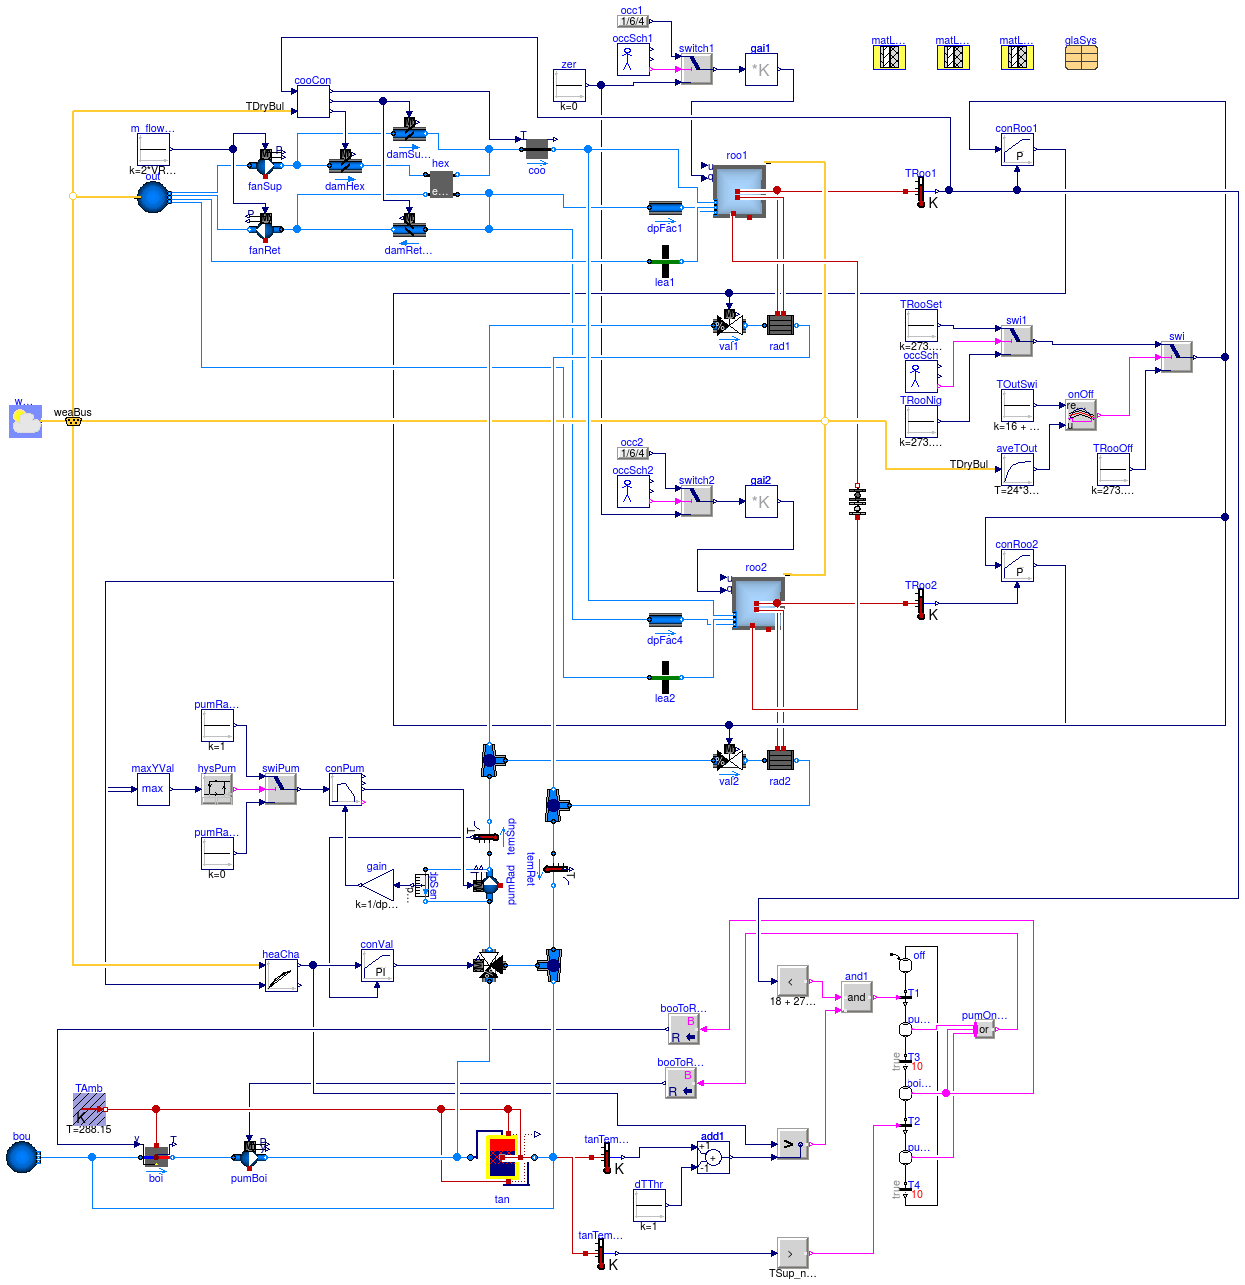 occ1
1/6/4
occSch1
switch1
gai1
*K
zer
k=0
matL...
matL...
matL...
glaSys
cooCon
TDryBul
m_flow...
k=2*VR...
out
P
fanSup
damHex
damSu...
hex
e...
T
coo
roo1
u
q
TRoo1
K
conRoo1
P
P
fanRet
damRet...
dpFac1
lea1
M
val1
rad1
TRooSet
k=273....
occSch
TRooNig
k=273....
swi1
swi
TOutSwi
k=16 + ...
onOff
re...
u
aveTOut
TDryBul
T=24*3...
TRooOff
k=273....
w...
weaBus
occ2
1/6/4
occSch2
switch2
gai2
*K
roo2
u
q
TRoo2
K
conRoo2
P
dpFac4
lea2
M
val2
rad2
pumRa...
k=1
maxYVal
max
hysPum
swiPum
conPum
pumRa...
k=0
temSup
T
temRet
T
gain
k=1/dp...
dpSen
pumRad
heaCha
conVal
PI
off
<
18 + 27...
and1
and
T1
pu...
pumOn...
or
T3
true
10
booToR...
B
R
booToR...
B
R
poi...
T2
pu...
T4
true
10
TAmb
K
T=288.15
bou
y
T
boi
P
pumBoi
tan
tanTem...
K
add1
+1
+
-1
>
dTThr
k=1
tanTem...
K
>
TSup_n...